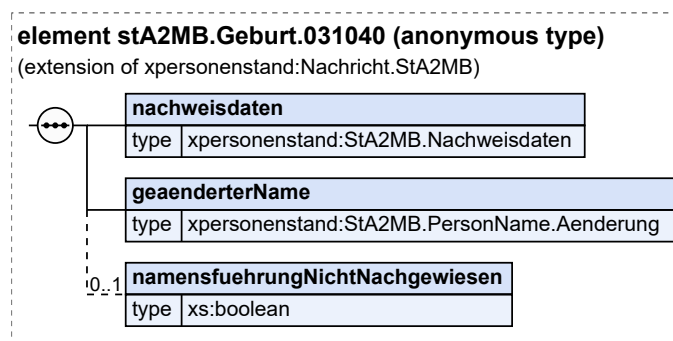 element stA2MB.Geburt.031040 (anonymous type)
(extension of xpersonenstand:Nachricht.StA2MB)
nachweisdaten
type xpersonenstand:StA2MB.Nachweisdaten
geaenderterName
type xpersonenstand:StA2MB.PersonName.Aenderung
0..1 namensfuehrungNichtNachgewiesen
type xs:boolean